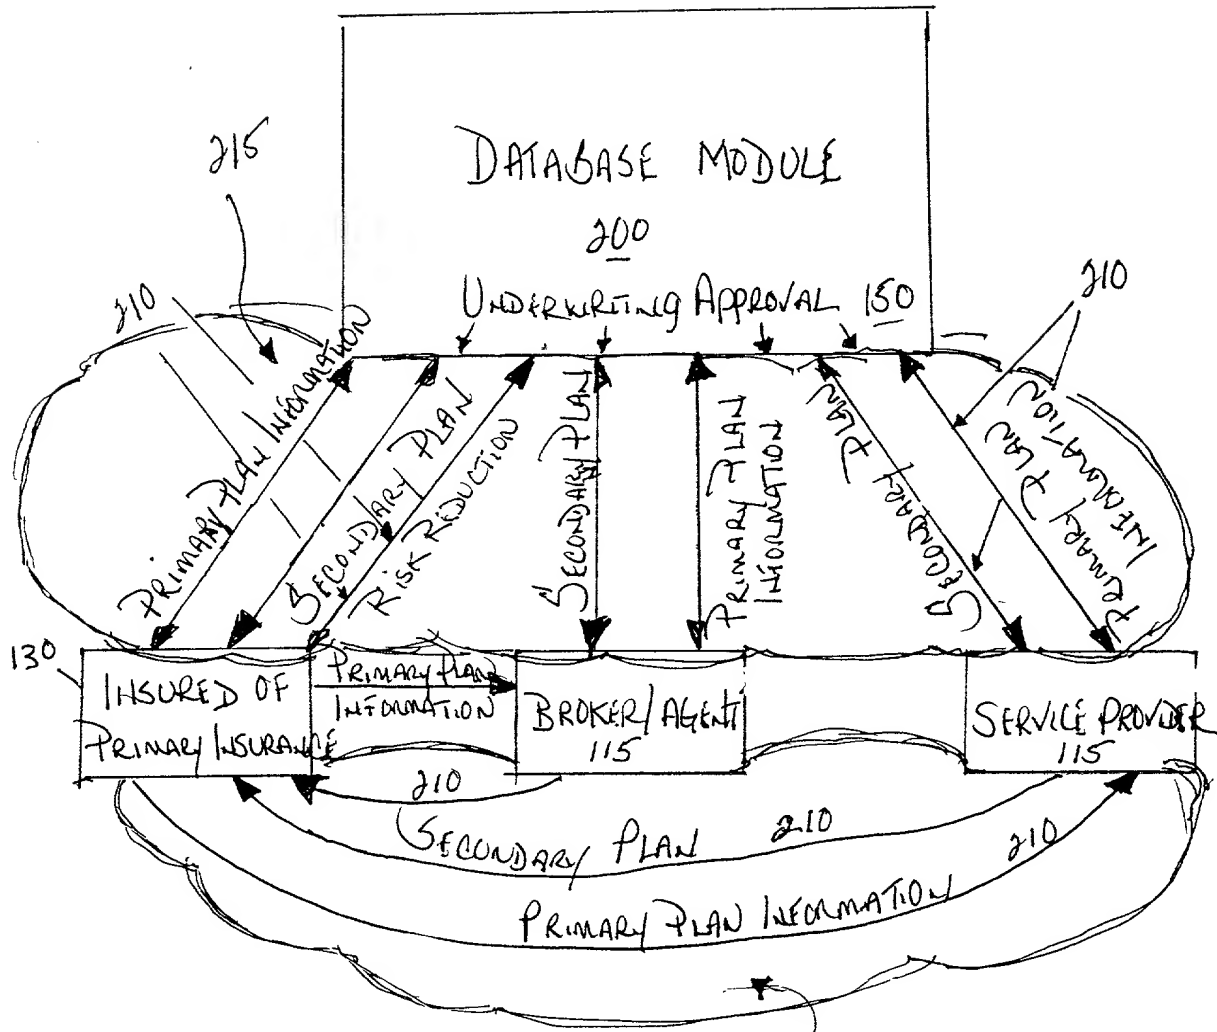 215
DATABASE MODULE
200
210
UNDERWRITING APPROVAL 150
210
PRIMARY PLAN INFORMATION
SECONDARY PLAN
RISK REDUCTION
SECONDARY PLAN
PRIMARY PLAN
INFORMATION
SECONDARY PLAN
PRIMARY PLAN
INFORMATION
130
INSURED OF
PRIMARY INSURANCE
PRIMARY PLAN
INFORMATION
BROKER/AGENT
115
SERVICE PROVIDER
115
210
SECONDARY PLAN 210
210
PRIMARY PLAN INFORMATION